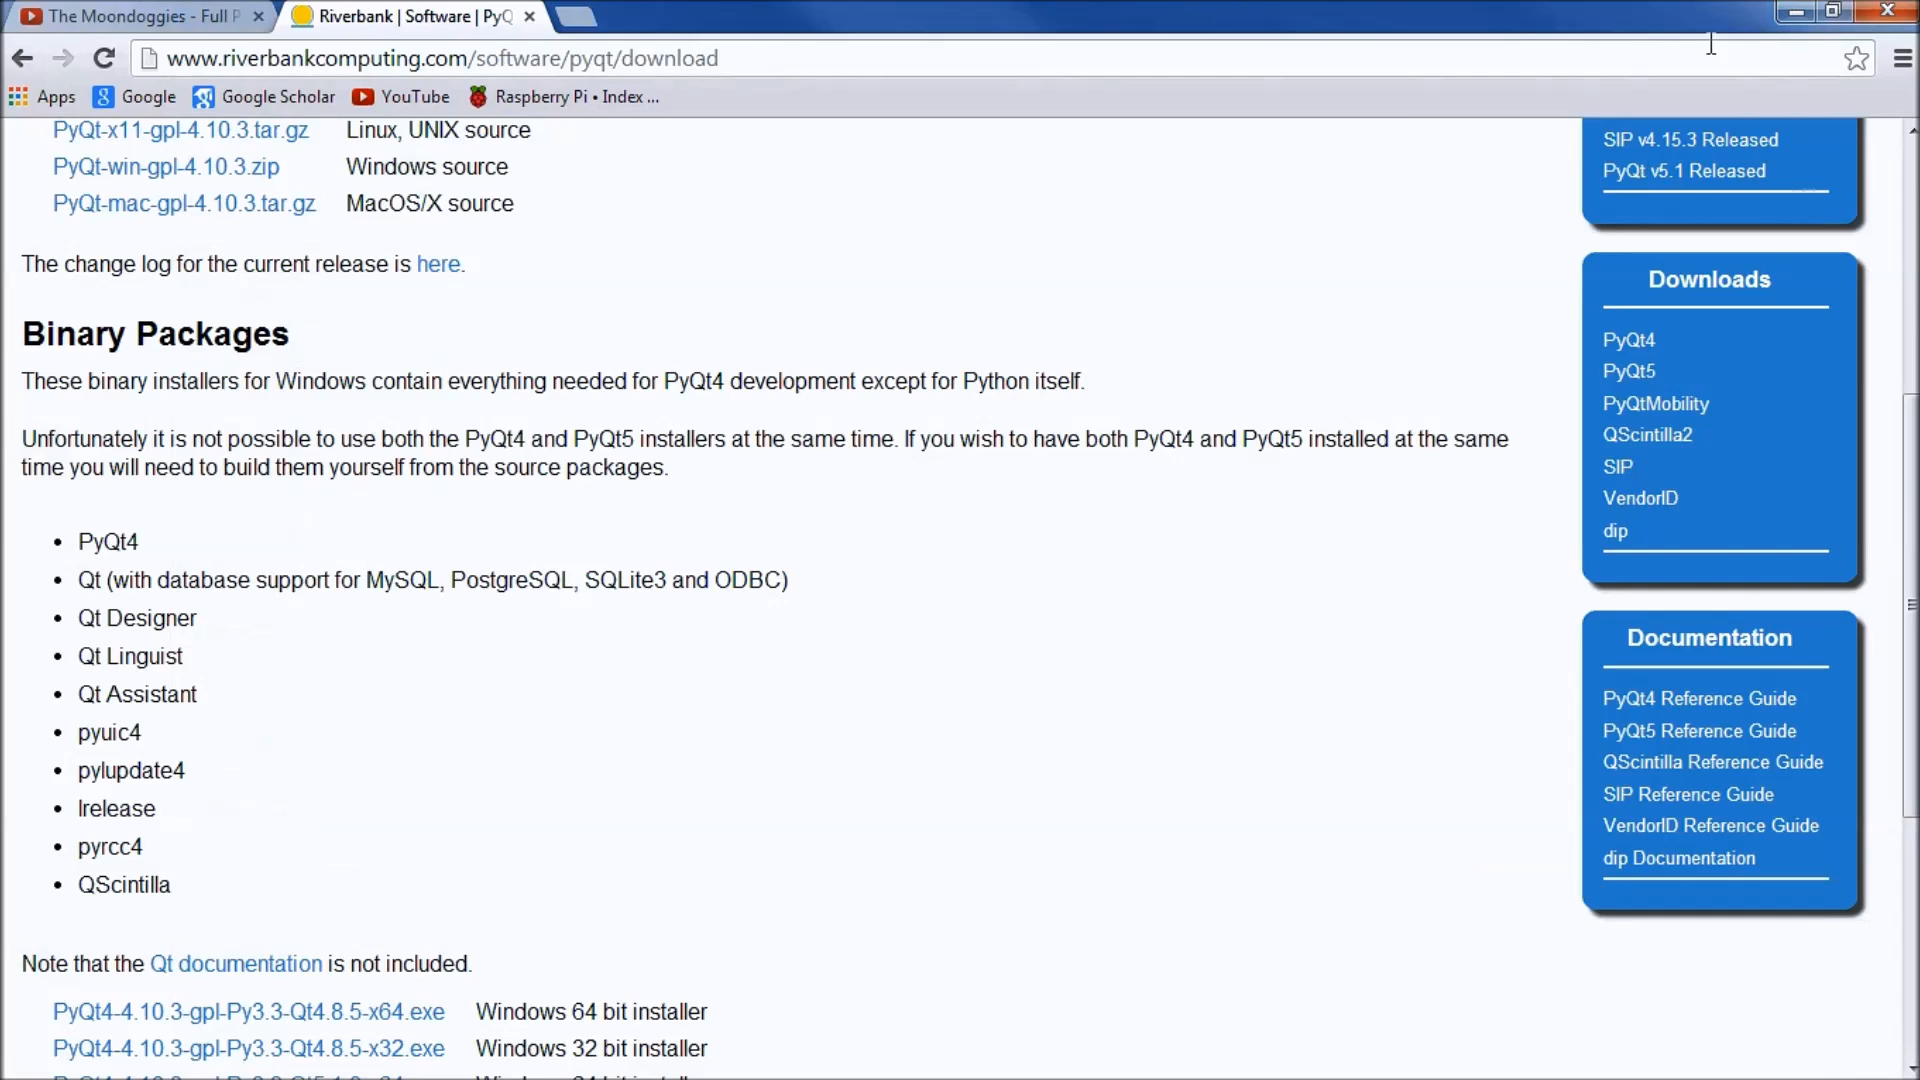 The Moondoggies - Full P
Riverbank | Software | PyQ
www.riverbankcomputing.com/software/pyqt/download
Apps Google Google Scholar YouTube Raspberry Pi • Index ...
PyQt-x11-gpl-4.10.3.tar.gz Linux, UNIX source
PyQt-win-gpl-4.10.3.zip Windows source
PyQt-mac-gpl-4.10.3.tar.gz MacOS/X source
The change log for the current release is here.
Binary Packages
These binary installers for Windows contain everything needed for PyQt4 development except for Python itself.
Unfortunately it is not possible to use both the PyQt4 and PyQt5 installers at the same time. If you wish to have both PyQt4 and PyQt5 installed at the same
time you will need to build them yourself from the source packages.
• PyQt4
• Qt (with database support for MySQL, PostgreSQL, SQLite3 and ODBC)
• Qt Designer
• Qt Linguist
• Qt Assistant
• pyuic4
• pylupdate4
• lrelease
• pyrcc4
• QScintilla
Note that the Qt documentation is not included.
PyQt4-4.10.3-gpl-Py3.3-Qt4.8.5-x64.exe Windows 64 bit installer
PyQt4-4.10.3-gpl-Py3.3-Qt4.8.5-x32.exe Windows 32 bit installer
SIP v4.15.3 Released
PyQt v5.1 Released
Downloads
PyQt4
PyQt5
PyQtMobility
QScintilla2
SIP
VendorID
dip
Documentation
PyQt4 Reference Guide
PyQt5 Reference Guide
QScintilla Reference Guide
SIP Reference Guide
VendorID Reference Guide
dip Documentation